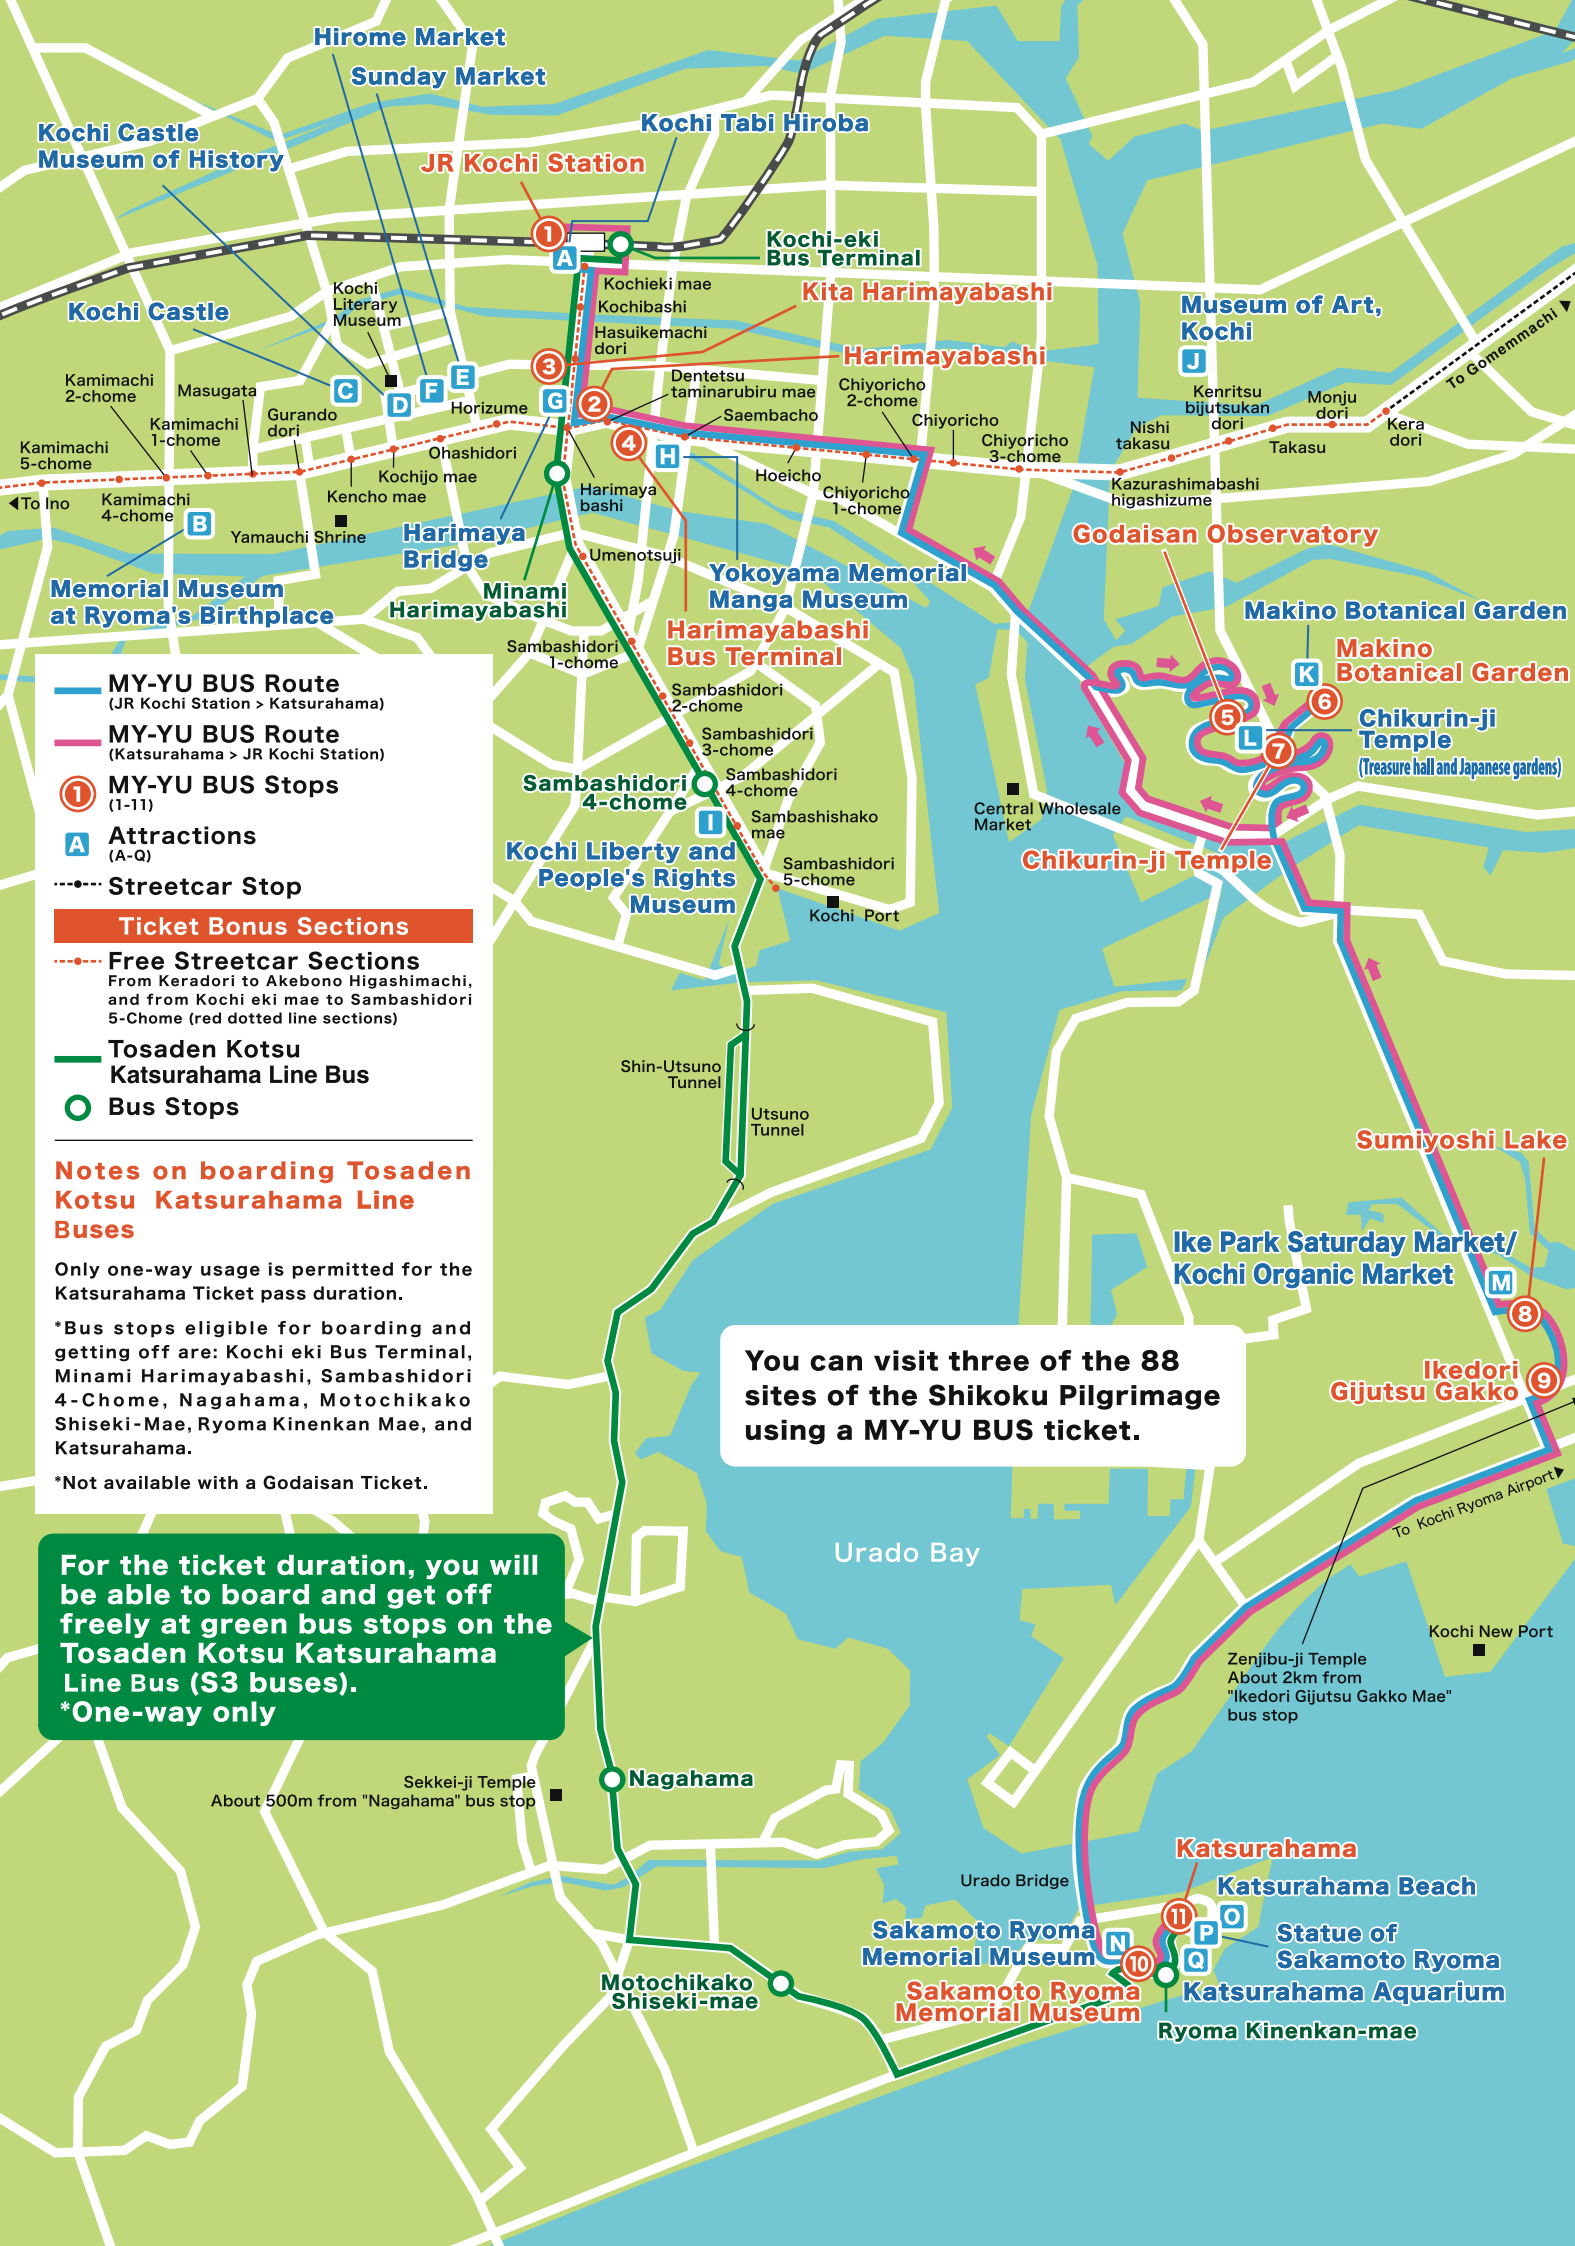 Hirome Market
Sunday Market
Kochi Castle
Museum of History
Kochi Tabi Hiroba
JR Kochi Station
1
A
Kochi-eki
Bus Terminal
Kochi Castle
Kochi
Literary
Museum
Kochieki mae
Kochibashi
Hasuikemachi
dori
Kita Harimayabashi
Harimayabashi
Museum of Art,
Kochi
J
To Gomemmachi
Kamimachi
2-chome
Masugata
C
D
F
E
3
G
2
Dentetsu
taminarubiru mae
Chiyoricho
2-chome
Kenritsu
bijutsukan
dori
Monju
dori
Kamimachi
1-chome
Gurando
dori
Horizume
Saembacho
Chiyoricho
Nishi
takasu
Kera
dori
Kamimachi
5-chome
Ohashidori
4
H
Chiyoricho
3-chome
Takasu
Kochijo mae
Hoeicho
Kencho mae
Chiyoricho
1-chome
Kazurashimabashi
higashizume
To Ino
Kamimachi
4-chome
B
Yamauchi Shrine
Harimaya
bashi
Harimaya
Bridge
Umenotsuji
Godaisan Observatory
Memorial Museum
at Ryoma's Birthplace
Minami
Harimayabashi
Yokoyama Memorial
Manga Museum
Makino Botanical Garden
Harimayabashi
Bus Terminal
K
Makino
Botanical Garden
Sambashidori
1-chome
Sambashidori
2-chome
Sambashidori
3-chome
5
6
L
7
Chikurin-ji
Temple
(Treasure hall and Japanese gardens)
Sambashidori
4-chome
Sambashidori
4-chome
I
Sambashishako
mae
Central Wholesale
Market
Kochi Liberty and
People's Rights
Museum
Sambashidori
5-chome
Chikurin-ji Temple
Kochi Port
MY-YU BUS Route
(JR Kochi Station > Katsurahama)
MY-YU BUS Route
(Katsurahama > JR Kochi Station)
1
MY-YU BUS Stops
(1-11)
A
Attractions
(A-Q)
Streetcar Stop
Ticket Bonus Sections
Free Streetcar Sections
From Keradori to Akebono Higashimachi,
and from Kochi eki mae to Sambashidori
5-Chome (red dotted line sections)
Tosaden Kotsu
Katsurahama Line Bus
Bus Stops
Notes on boarding Tosaden
Kotsu Katsurahama Line
Buses
Only one-way usage is permitted for the
Katsurahama Ticket pass duration.
*Bus stops eligible for boarding and
getting off are: Kochi eki Bus Terminal,
Minami Harimayabashi, Sambashidori
4-Chome, Nagahama, Motochikako
Shiseki-Mae, Ryoma Kinenkan Mae, and
Katsurahama.
*Not available with a Godaisan Ticket.
Shin-Utsuno
Tunnel
Utsuno
Tunnel
Sumiyoshi Lake
Ike Park Saturday Market/
Kochi Organic Market
M
8
Ikedori
Gijutsu Gakko
9
You can visit three of the 88
sites of the Shikoku Pilgrimage
using a MY-YU BUS ticket.
To Kochi Ryoma Airport
Urado Bay
For the ticket duration, you will
be able to board and get off
freely at green bus stops on the
Tosaden Kotsu Katsurahama
Line Bus (S3 buses).
*One-way only
Kochi New Port
Zenjibu-ji Temple
About 2km from
"Ikedori Gijutsu Gakko Mae"
bus stop
Nagahama
Sekkei-ji Temple
About 500m from "Nagahama" bus stop
Katsurahama
Urado Bridge
Katsurahama Beach
11
O
P
Sakamoto Ryoma
Memorial Museum
N
Statue of
Sakamoto Ryoma
10
Q
Motochikako
Shiseki-mae
Sakamoto Ryoma
Memorial Museum
Katsurahama Aquarium
Ryoma Kinenkan-mae